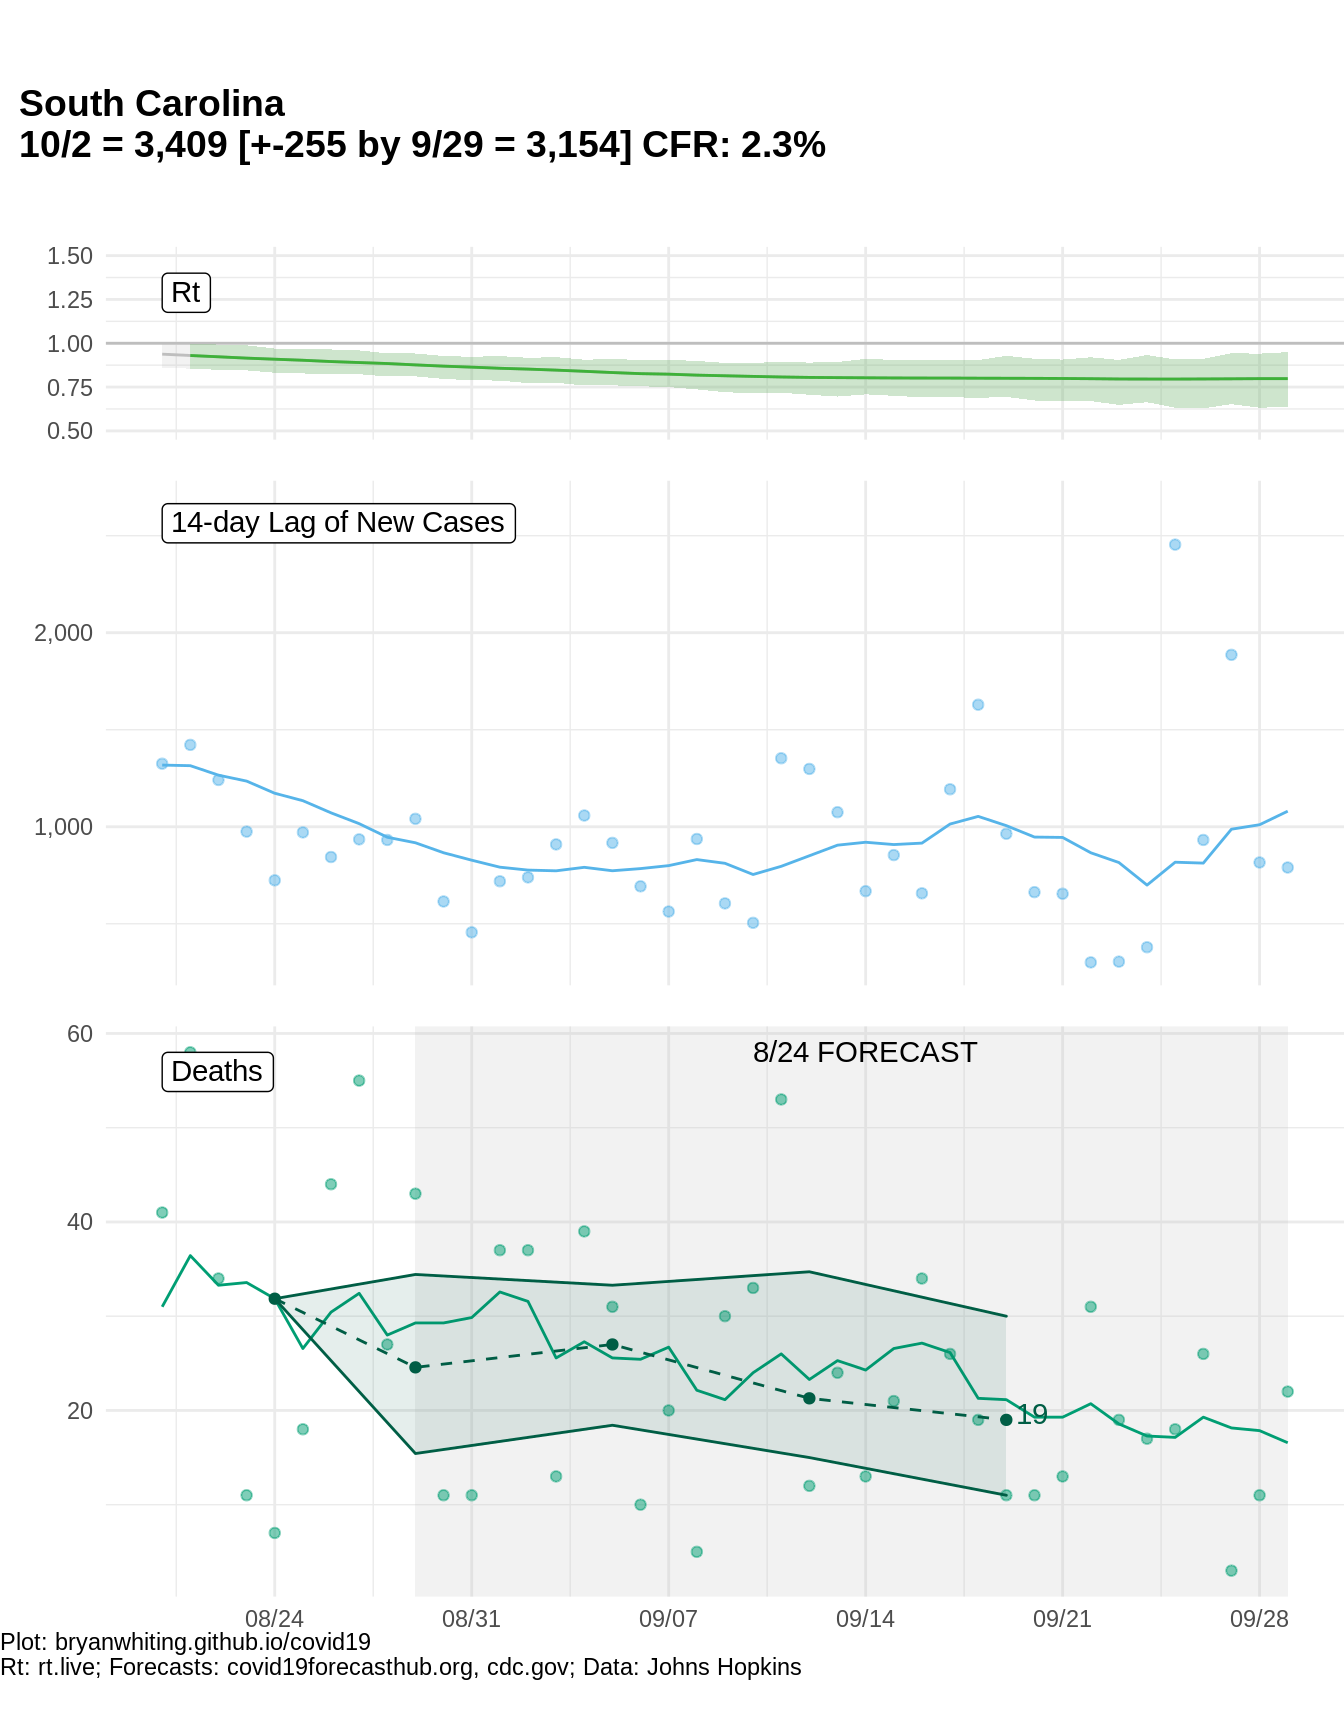 South Carolina
10/2 = 3,409 [+-255 by 9/29 = 3,154] CFR: 2.3%
1.50
1.25
1.00
0.75
0.50
Rt
14-day Lag of New Cases
2,000
1,000
60
40
20
Deaths
8/24 FORECAST
19
08/24 08/31 09/07 09/14 09/21 09/28
Plot: bryanwhiting.github.io/covid19
Rt: rt.live; Forecasts: covid19forecasthub.org, cdc.gov; Data: Johns Hopkins